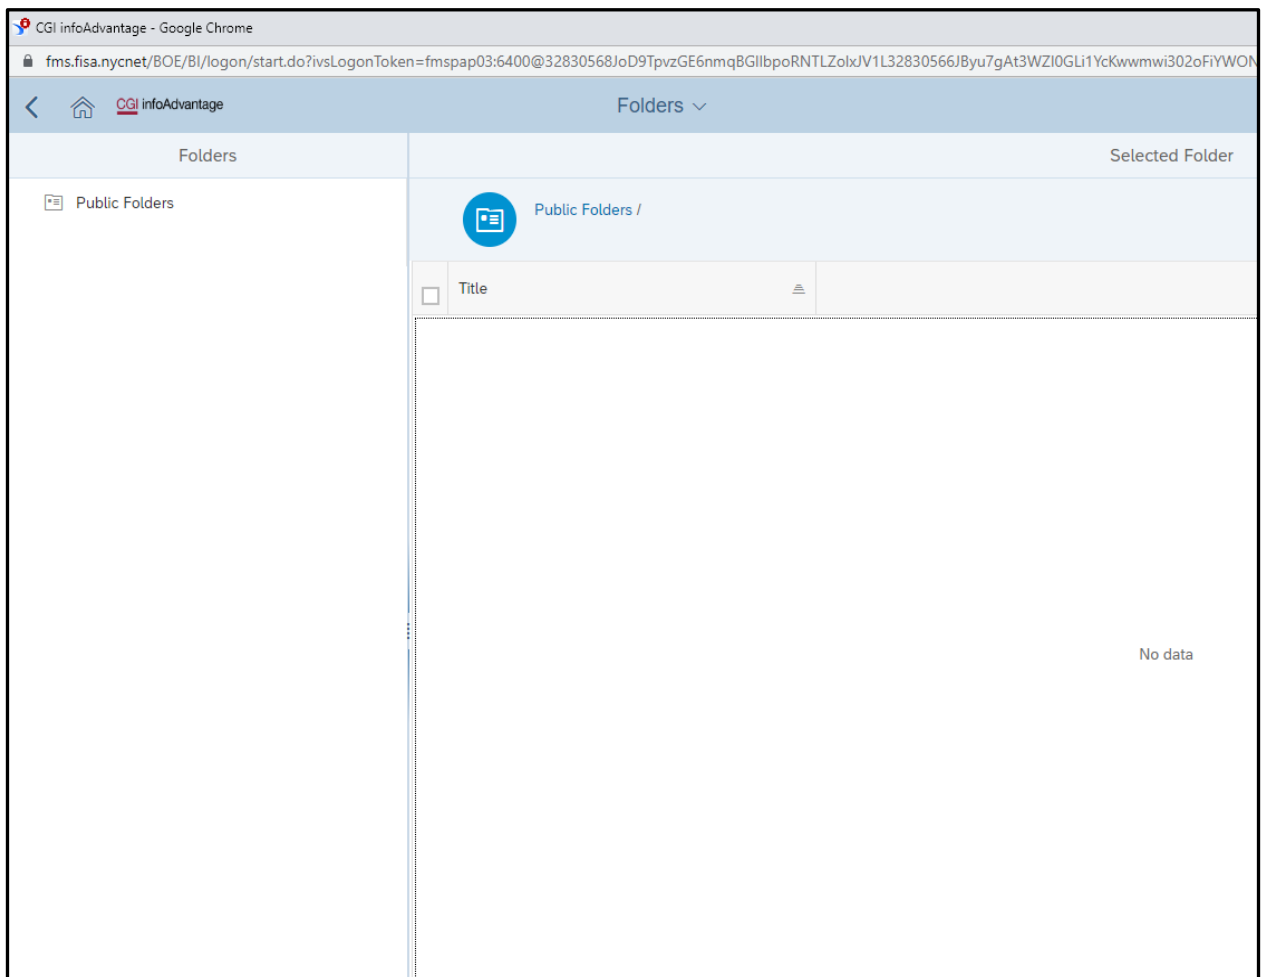 CGI infoAdvantage - Google Chrome
fms.fisa.nycnet/BOE/BI/logon/start.do?ivsLogonToken=fmspap03:6400@32830568JoD9TpvzGE6nmqBGIlbpoRNTLZolxJV1L32830566JByu7gAt3WZI0GLi1YcKwwmwi302oFiYWON
CGI infoAdvantage
Folders
Folders
Selected Folder
Public Folders
Public Folders /
Title
No data